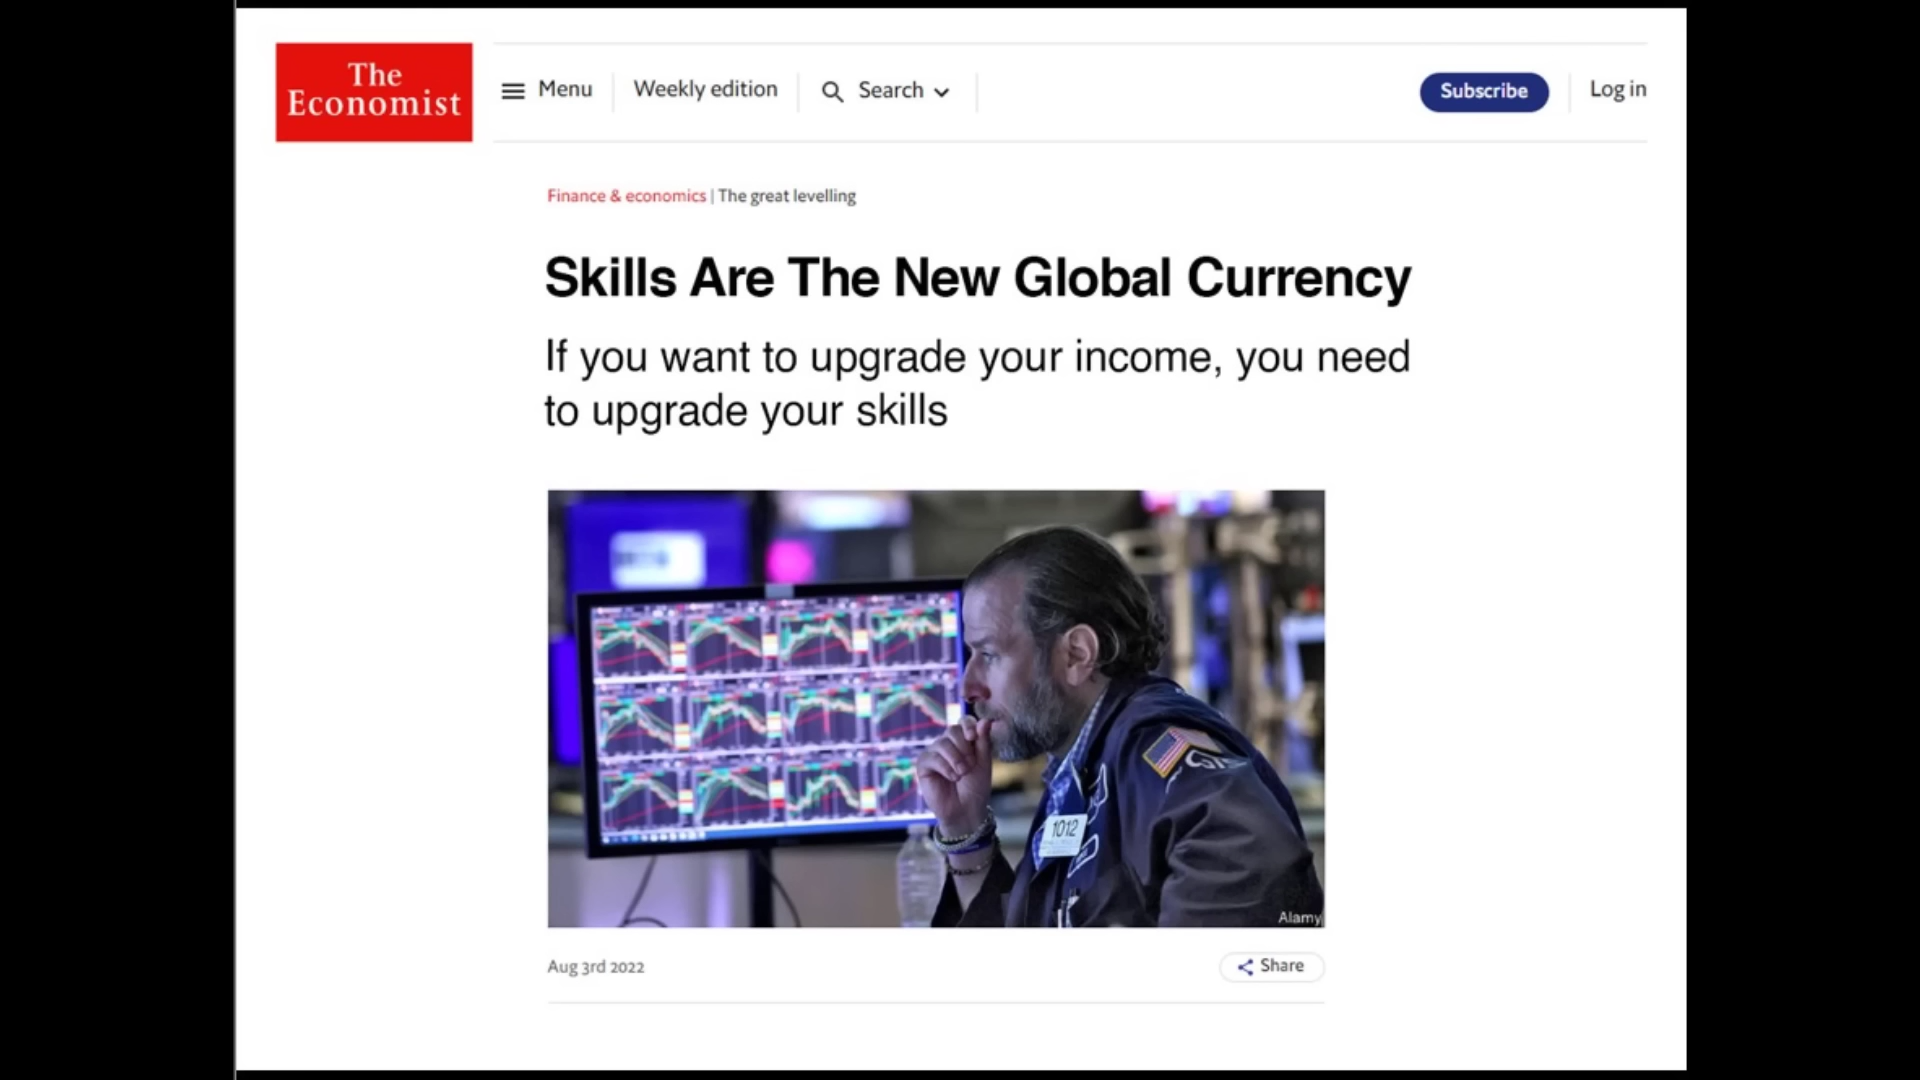 The
Economist
Menu
Weekly edition
Search
Subscribe
Log in
Finance & economics | The great levelling
Skills Are The New Global Currency
If you want to upgrade your income, you need
to upgrade your skills
1012
Alamy
Aug 3rd 2022
Share